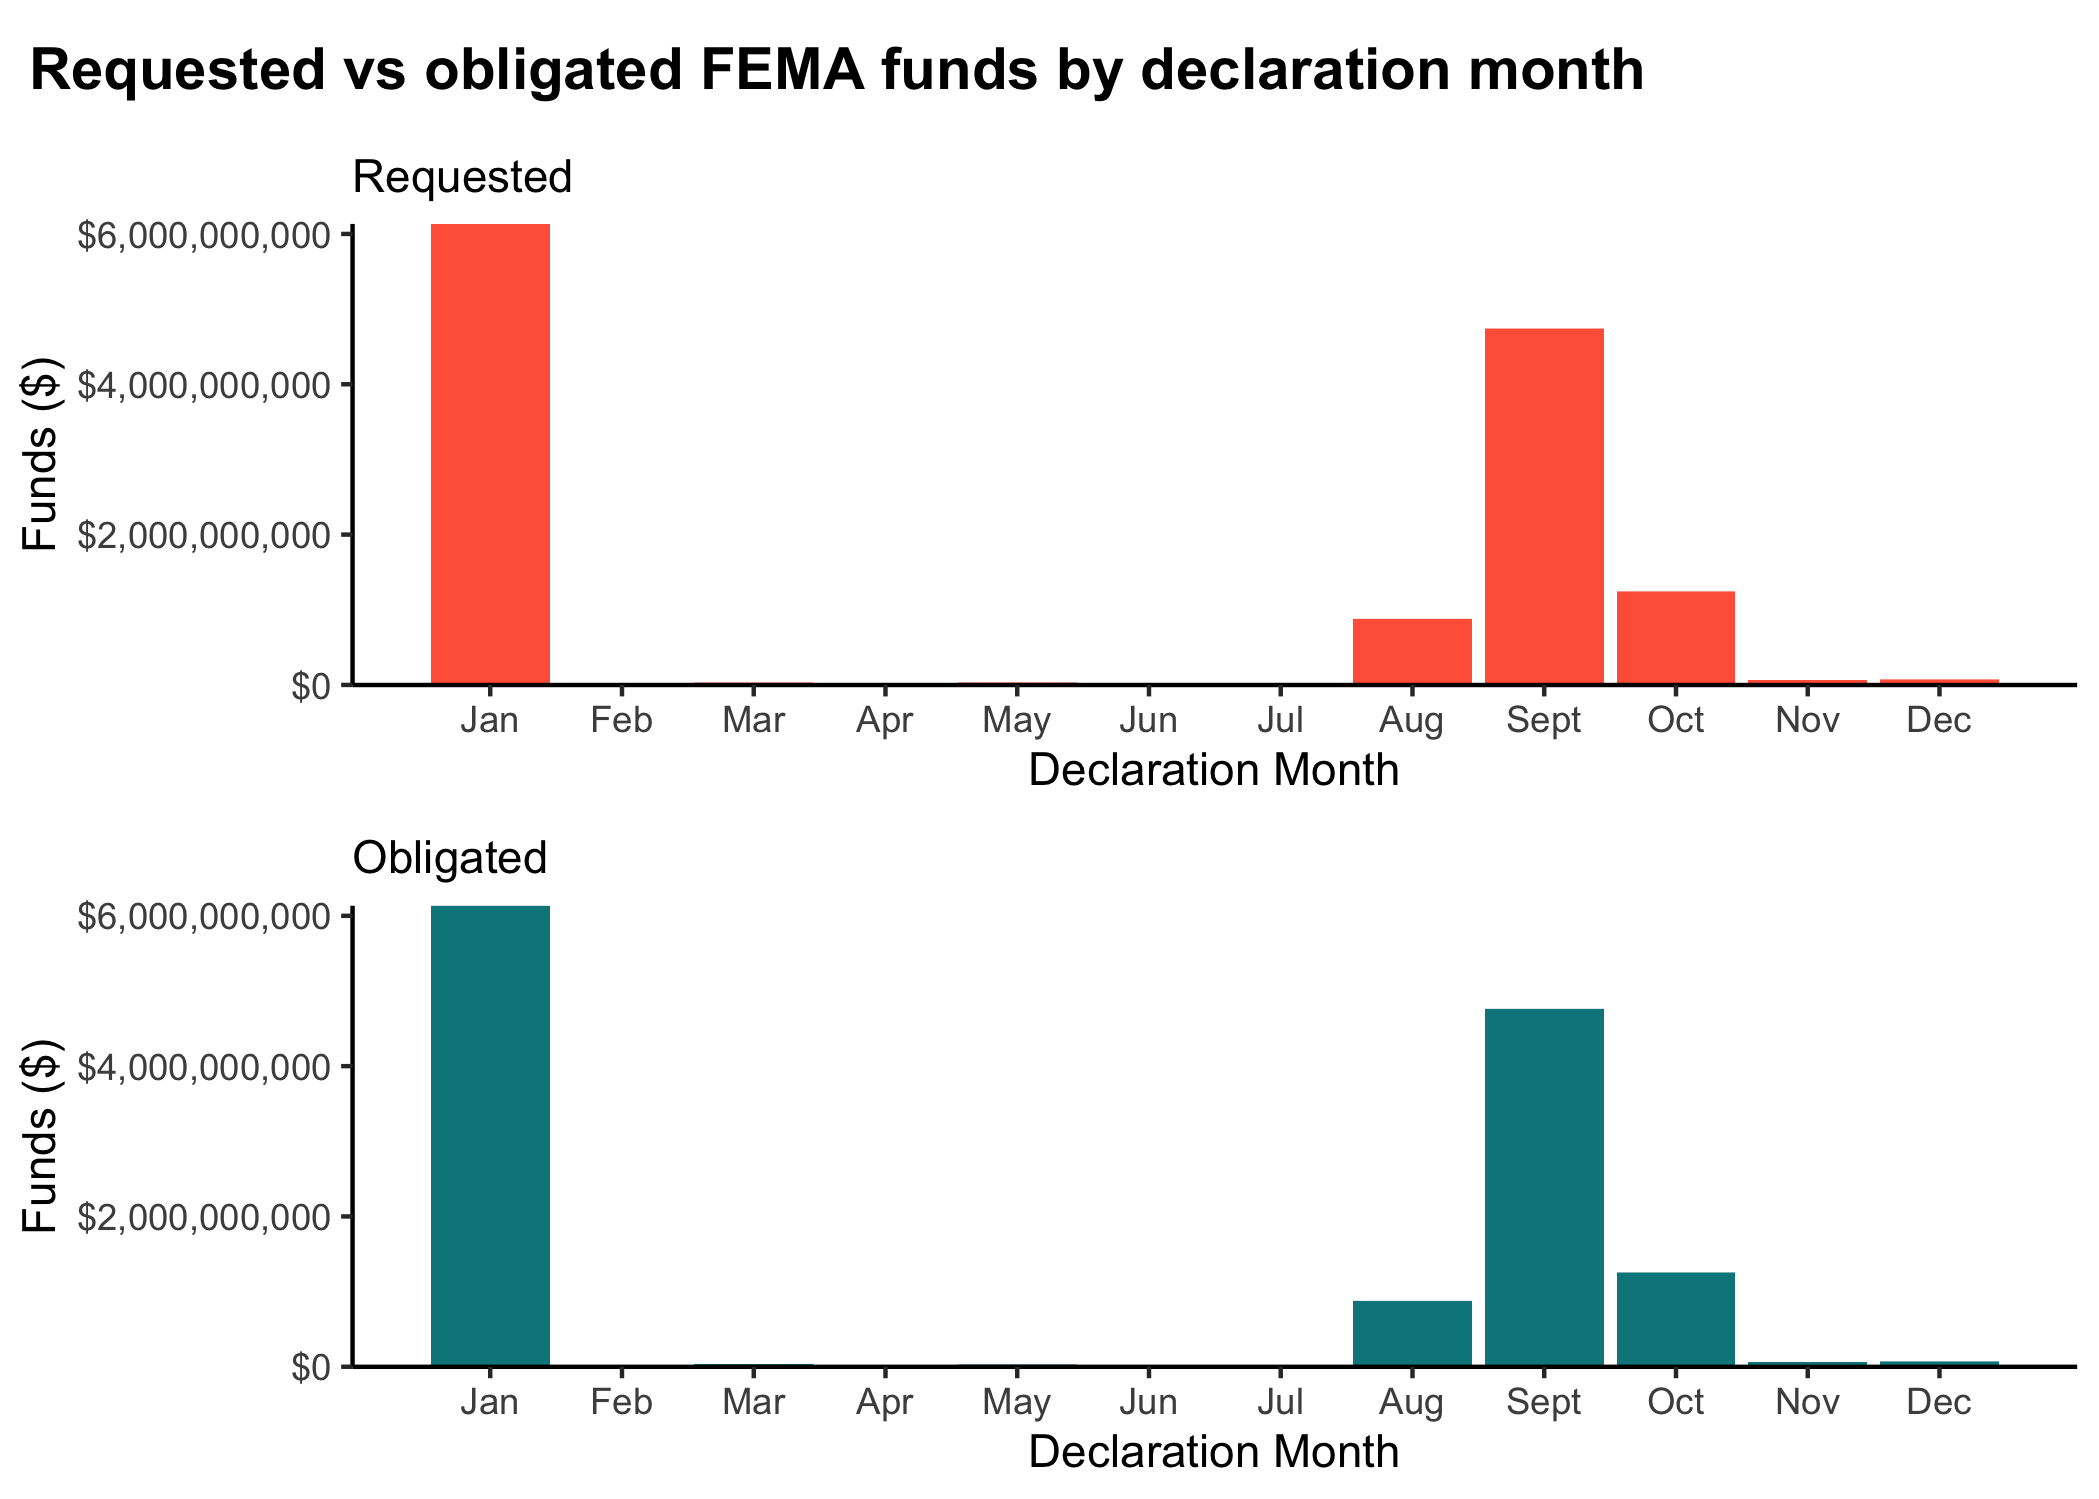 Requested vs obligated FEMA funds by declaration month
Requested
Funds ($)
$6,000,000,000
$4,000,000,000
$2,000,000,000
$0
Jan Feb Mar Apr May Jun Jul Aug Sept Oct Nov Dec
Declaration Month
Obligated
Funds ($)
$6,000,000,000
$4,000,000,000
$2,000,000,000
$0
Jan Feb Mar Apr May Jun Jul Aug Sept Oct Nov Dec
Declaration Month